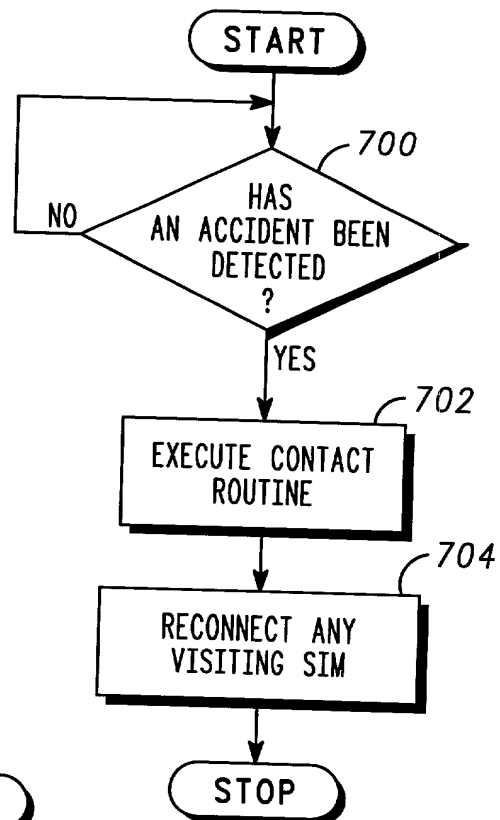 START
700
HAS
AN ACCIDENT BEEN
DETECTED
?
NO
YES
702
EXECUTE CONTACT
ROUTINE
704
RECONNECT ANY
VISITING SIM
STOP